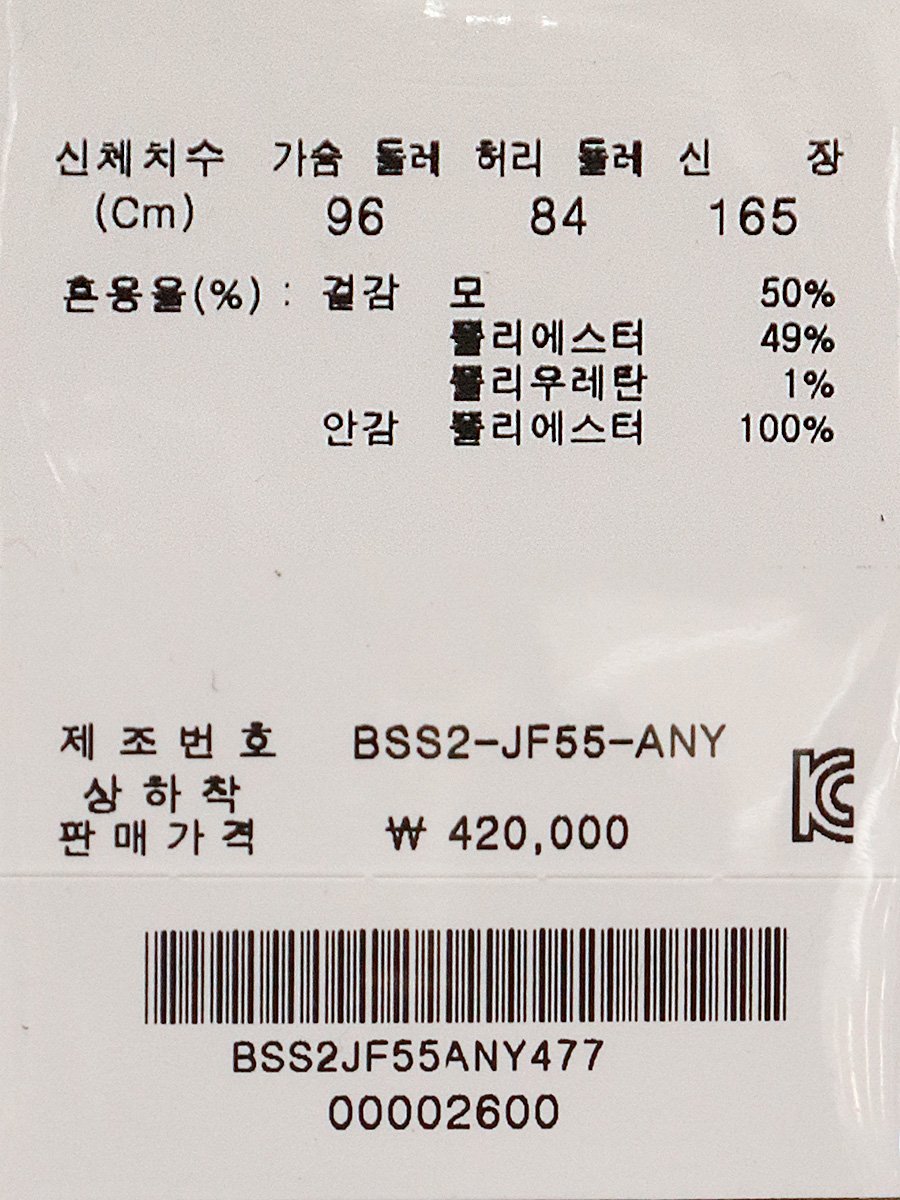 신체치수 가슴 둘레 허리 둘레 신 장
(Cm) 96 84 165
혼용율(%) : 겉감 모 50%
폴리에스터 49%
폴리우레탄 1%
안감 폴리에스터 100%
제 조 번 호 BSS2-JF55-ANY
상 하 착
판 매 가 격 ₩ 420,000
KC
BSS2JF55ANY477
00002600